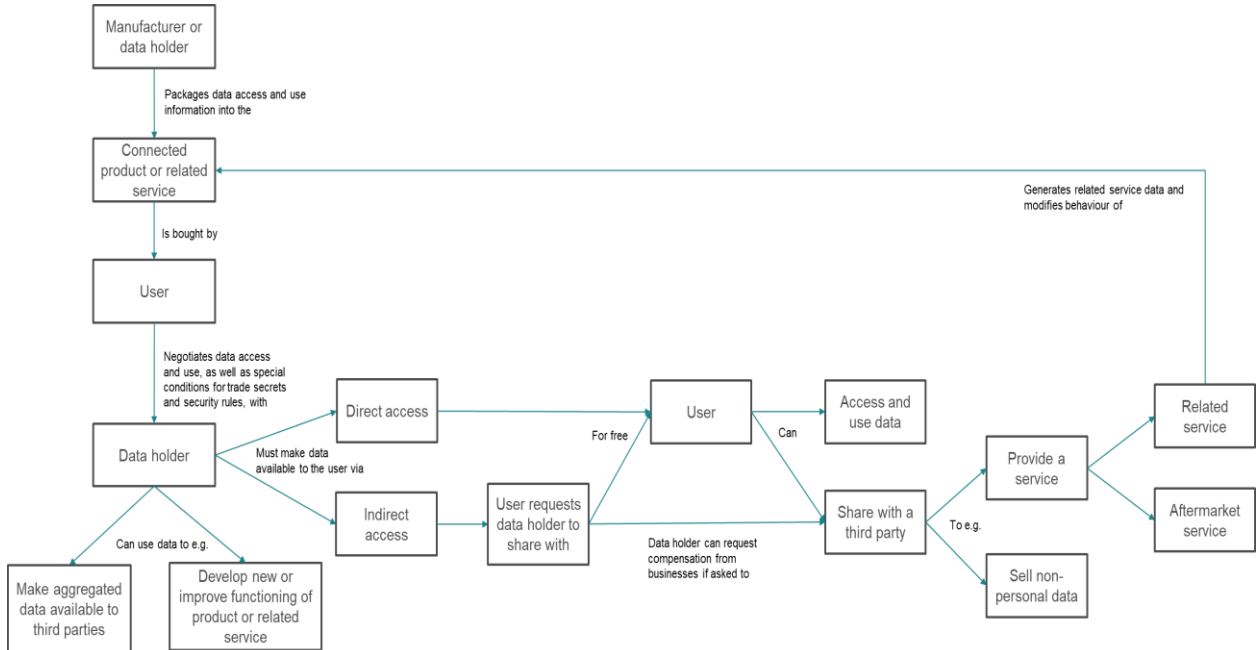 Manufacturer or
data holder
Packages data access and use
information into the
Connected
product or related
service
Generates related service data and
modifies behaviour of
Is bought by
User
Negotiates data access
and use, as well as special
conditions for trade secrets
and security rules, with
Data holder
Must make data
available to the user via
Direct access
Indirect
access
User requests
data holder to
share with
For free
User
Can
Access and
use data
Data holder can request
compensation from
businesses if asked to
Share with a
third party
To e.g.
Provide a
service
Sell non-
personal data
Related
service
Aftermarket
service
Can use data to e.g.
Make aggregated
data available to
third parties
Develop new or
improve functioning of
product or related
service